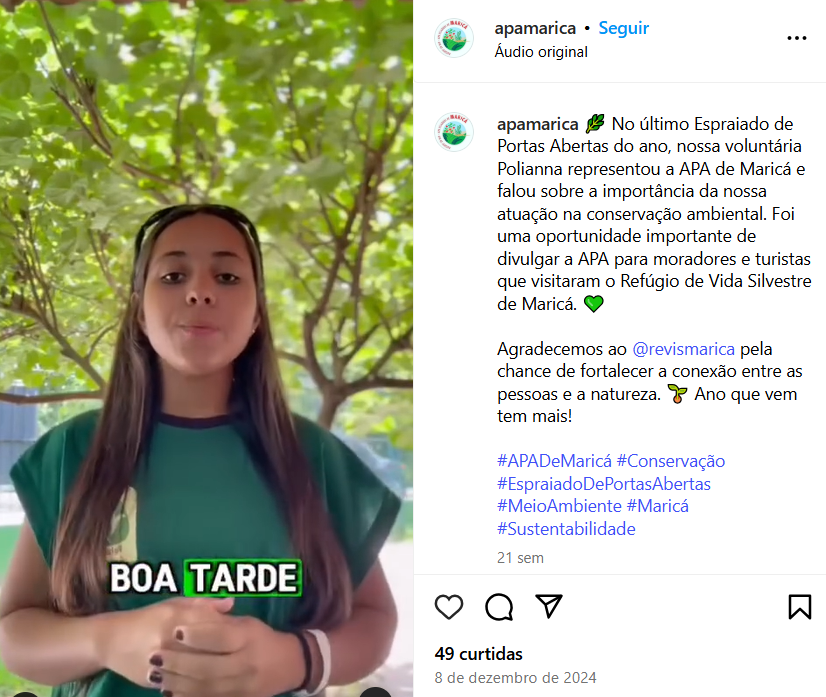 apamarica • Seguir
Áudio original
apamarica 🌿 No último Espraiado de
Portas Abertas do ano, nossa voluntária
Polianna representou a APA de Maricá e
falou sobre a importância da nossa
atuação na conservação ambiental. Foi
uma oportunidade importante de
divulgar a APA para moradores e turistas
que visitaram o Refúgio de Vida Silvestre
de Maricá. 💚
Agradecemos ao @revismarica pela
chance de fortalecer a conexão entre as
pessoas e a natureza. 🌱 Ano que vem
tem mais!
#APADeMaricá #Conservação
#EspraiadoDePortasAbertas
#MeioAmbiente #Maricá
#Sustentabilidade
21 sem
49 curtidas
8 de dezembro de 2024
BOA TARDE